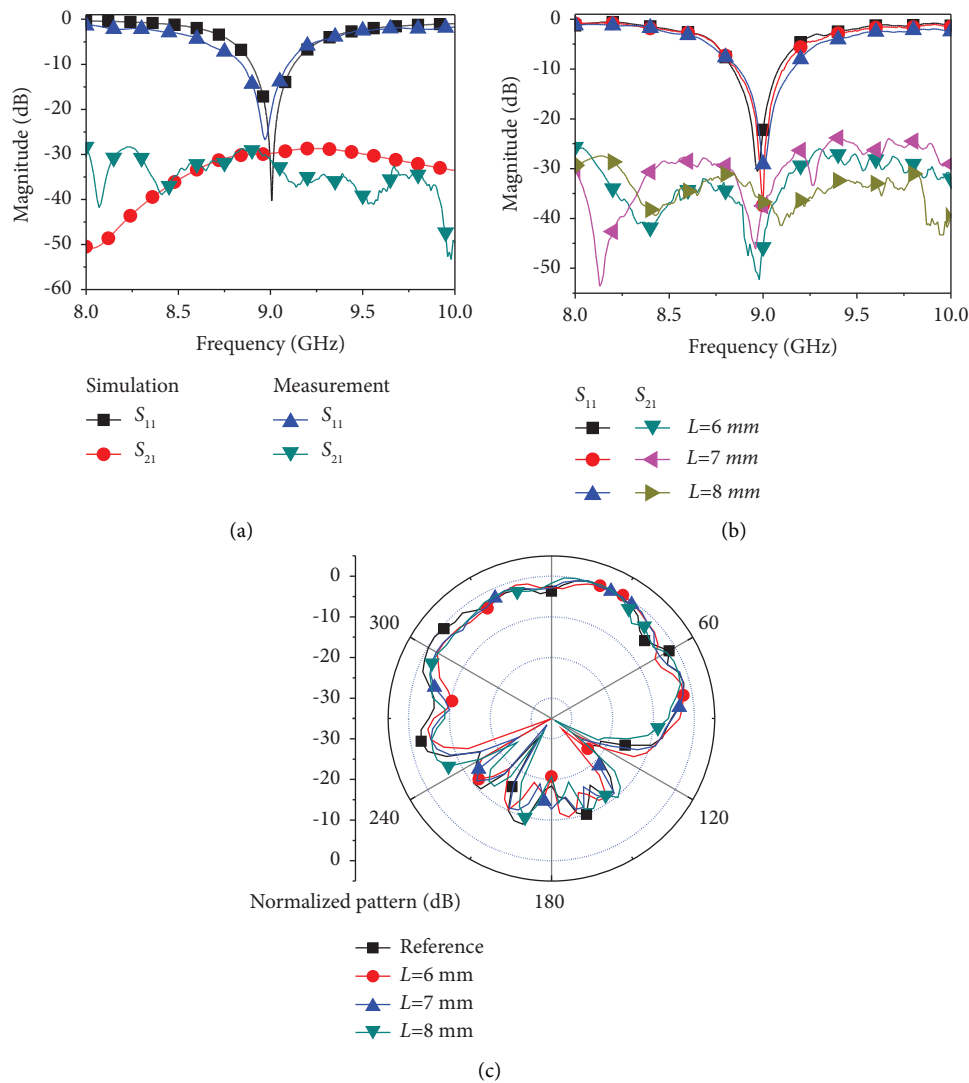 0
-10
-20
-30
-40
-50
-60
Magnitude (dB)
8.0 8.5 9.0 9.5 10.0
Frequency (GHz)
Simulation Measurement
S11 S11
S21 S21
(a)
0
-10
-20
-30
-40
-50
Magnitude (dB)
8.0 8.5 9.0 9.5 10.0
Frequency (GHz)
S11 S21
L=6 mm
L=7 mm
L=8 mm
(b)
0
-10
-20
-30
-30
-20
-10
0
300 60
240 120
Normalized pattern (dB) 180
Reference
L=6 mm
L=7 mm
L=8 mm
(c)